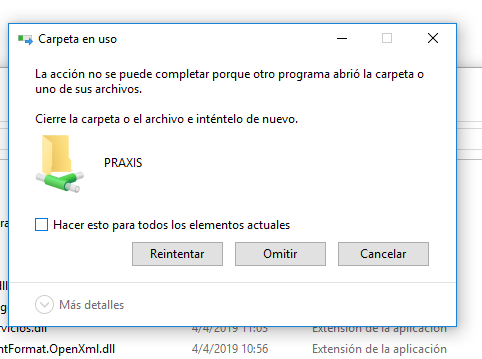 Carpeta en uso
La acción no se puede completar porque otro programa abrió la carpeta o
uno de sus archivos.
Cierre la carpeta o el archivo e inténtelo de nuevo.
PRAXIS
Hacer esto para todos los elementos actuales
Reintentar Omitir Cancelar
Más detalles
rvicios.dll 4/4/2019 11:03 Extensión de la aplicación
ntFormat.OpenXml.dll 4/4/2019 10:56 Extensión de la aplicación